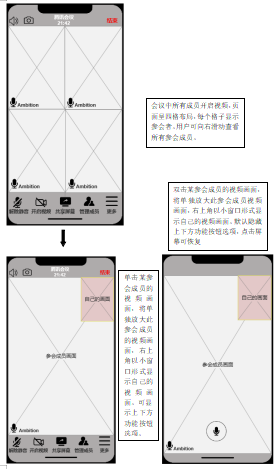 腾讯会议
21:42
结束
Ambition
Ambition
Ambition
Ambition
解除静音
开启视频
共享屏幕
管理成员
更多
会议中所有成员开启视频，页
面呈四格布局，每个格子显示
参会者。用户可向右滑动查看
所有参会成员。
双击某参会成员的视频画面，
将单独放大此参会成员视频
画面，右上角以小窗口形式显
示自己的视频画面。默认隐藏
上下方功能按钮选项，点击屏
幕可恢复
腾讯会议
21:42
结束
自己的画面
参会成员画面
Ambition
解除静音
开启视频
共享屏幕
管理成员
更多
单击某参
会成员的
视频画
面，将单
独放大此
参会成员
的视频画
面，右上
角以小窗
口形式显
示自己的
视频画
面。可显
示上下方
功能按钮
选项。
自己的画面
参会成员画面
Ambition